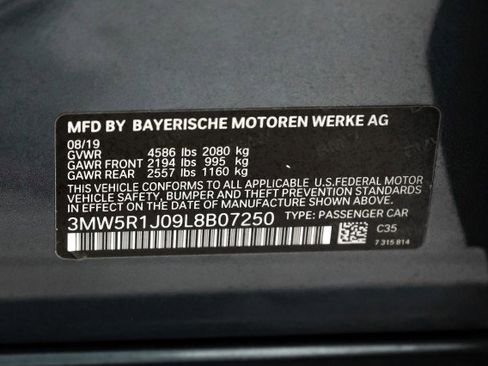 MFD BY BAYERISCHE MOTOREN WERKE AG
08/19
GVWR 4586 lbs 2080 kg
GAWR FRONT 2194 lbs 995 kg
GAWR REAR 2557 lbs 1160 kg
THIS VEHICLE CONFORMS TO ALL APPLICABLE U.S.FEDERAL MOTOR
VEHICLE SAFETY, BUMPER AND THEFT PREVENTION STANDARDS
IN EFFECT ON THE DATE OF MANUFACTURE SHOWN ABOVE.
3MW5R1J09L8B07250 TYPE: PASSENGER CAR
C35
7 315 814